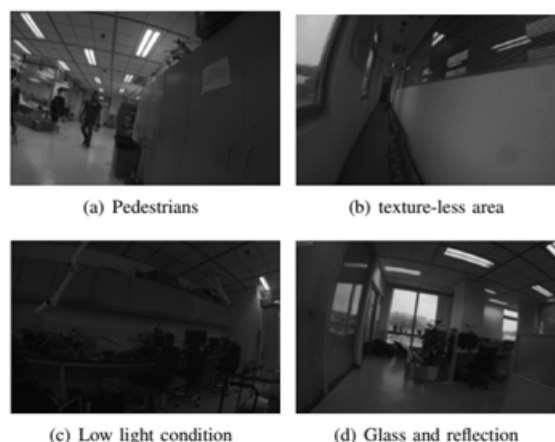 (a) Pedestrians
(b) texture-less area
(c) Low light condition
(d) Glass and reflection